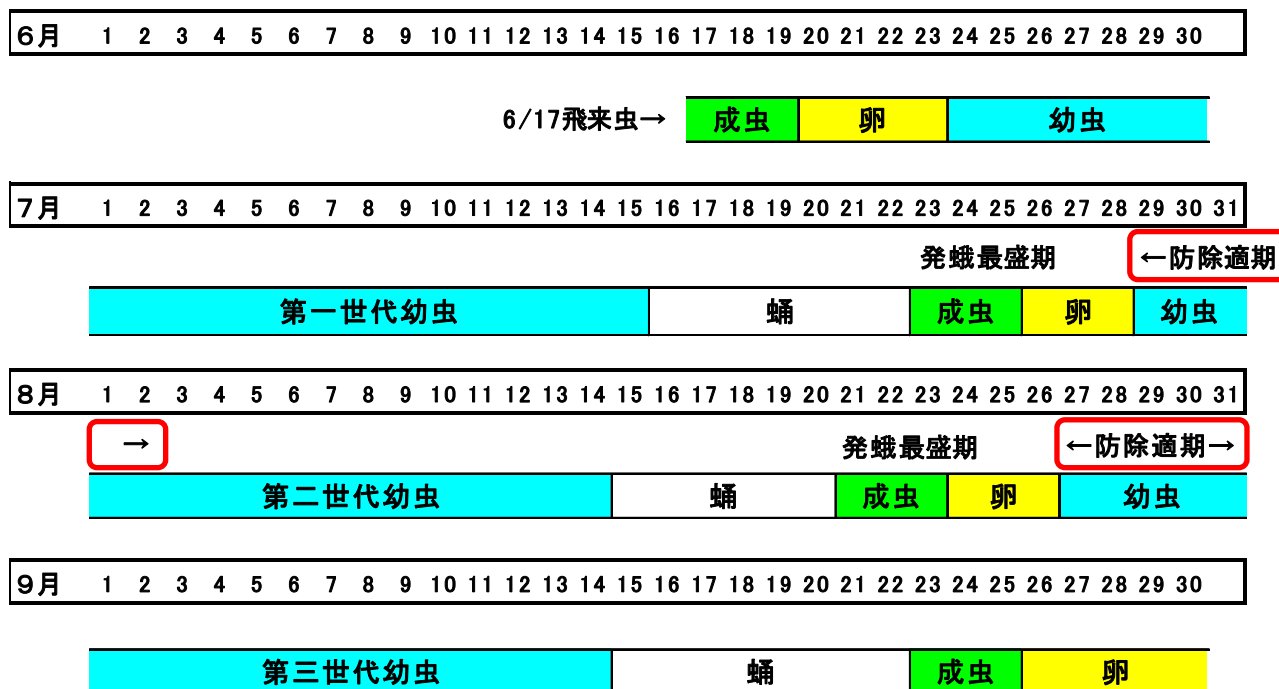 6月 1 2 3 4 5 6 7 8 9 10 11 12 13 14 15 16 17 18 19 20 21 22 23 24 25 26 27 28 29 30
6/17飛来虫→ 成虫 卵 幼虫
7月 1 2 3 4 5 6 7 8 9 10 11 12 13 14 15 16 17 18 19 20 21 22 23 24 25 26 27 28 29 30 31
発蛾最盛期 ←防除適期
第一世代幼虫 蛹 成虫 卵 幼虫
8月 1 2 3 4 5 6 7 8 9 10 11 12 13 14 15 16 17 18 19 20 21 22 23 24 25 26 27 28 29 30 31
→ 発蛾最盛期 ←防除適期→
第二世代幼虫 蛹 成虫 卵 幼虫
9月 1 2 3 4 5 6 7 8 9 10 11 12 13 14 15 16 17 18 19 20 21 22 23 24 25 26 27 28 29 30
第三世代幼虫 蛹 成虫 卵